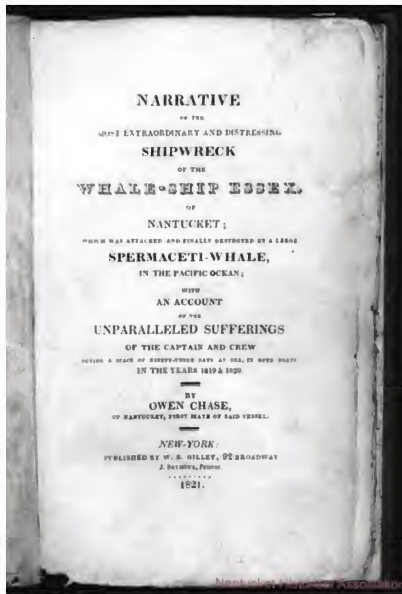 NARRATIVE
OF THE
MOST EXTRAORDINARY AND DISTRESSING
SHIPWRECK
OF THE
WHALE-SHIP ESSEX,
OF
NANTUCKET;
WHICH WAS ATTACKED AND FINALLY DESTROYED BY A LARGE
SPERMACETI-WHALE,
IN THE PACIFIC OCEAN;
WITH
AN ACCOUNT
OF THE
UNPARALLELED SUFFERINGS
OF THE CAPTAIN AND CREW
DURING A SPACE OF NINETY-THREE DAYS AT SEA, IN OPEN BOATS
IN THE YEARS 1819 & 1820.
BY
OWEN CHASE,
OF NANTUCKET, FIRST MATE OF SAID VESSEL.
NEW-YORK:
PUBLISHED BY W. B. GILLEY, 92 BROADWAY
J. Seymour, Printer.
1821.
Nantucket Historical Association